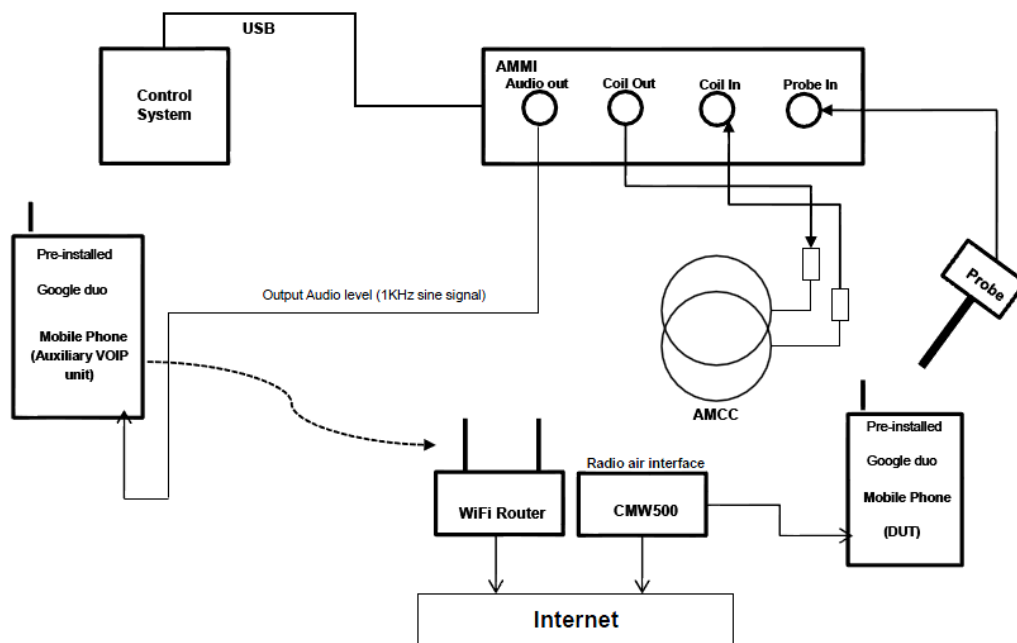 USB
Control
System
AMMI
Audio out
Coil Out
Coil In
Probe In
Pre-installed
Google duo
Mobile Phone
(Auxiliary VOIP
unit)
Output Audio level (1KHz sine signal)
Probe
AMCC
Pre-installed
Google duo
Mobile Phone
(DUT)
WiFi Router
Radio air interface
CMW500
Internet